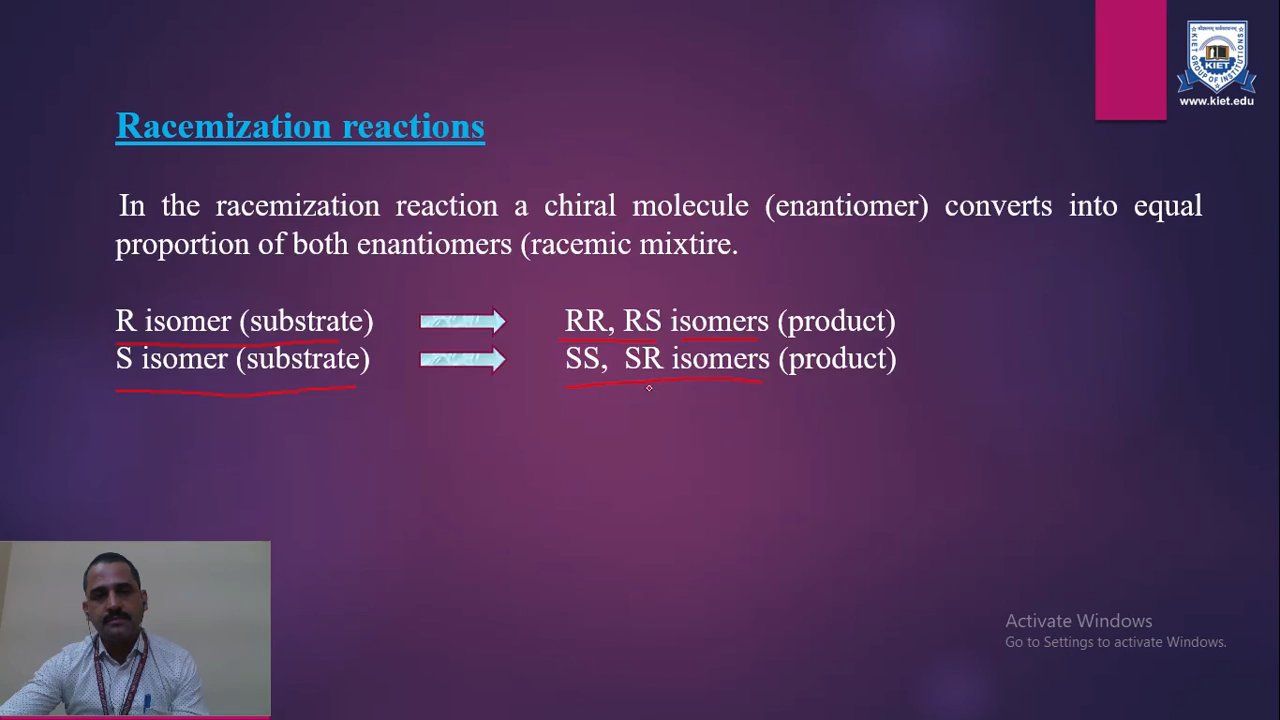 KIET GROUP OF INSTITUTIONS
KIET
www.kiet.edu
Racemization reactions
In the racemization reaction a chiral molecule (enantiomer) converts into equal
proportion of both enantiomers (racemic mixtire.
R isomer (substrate) RR, RS isomers (product)
S isomer (substrate) SS, SR isomers (product)
Activate Windows
Go to Settings to activate Windows.